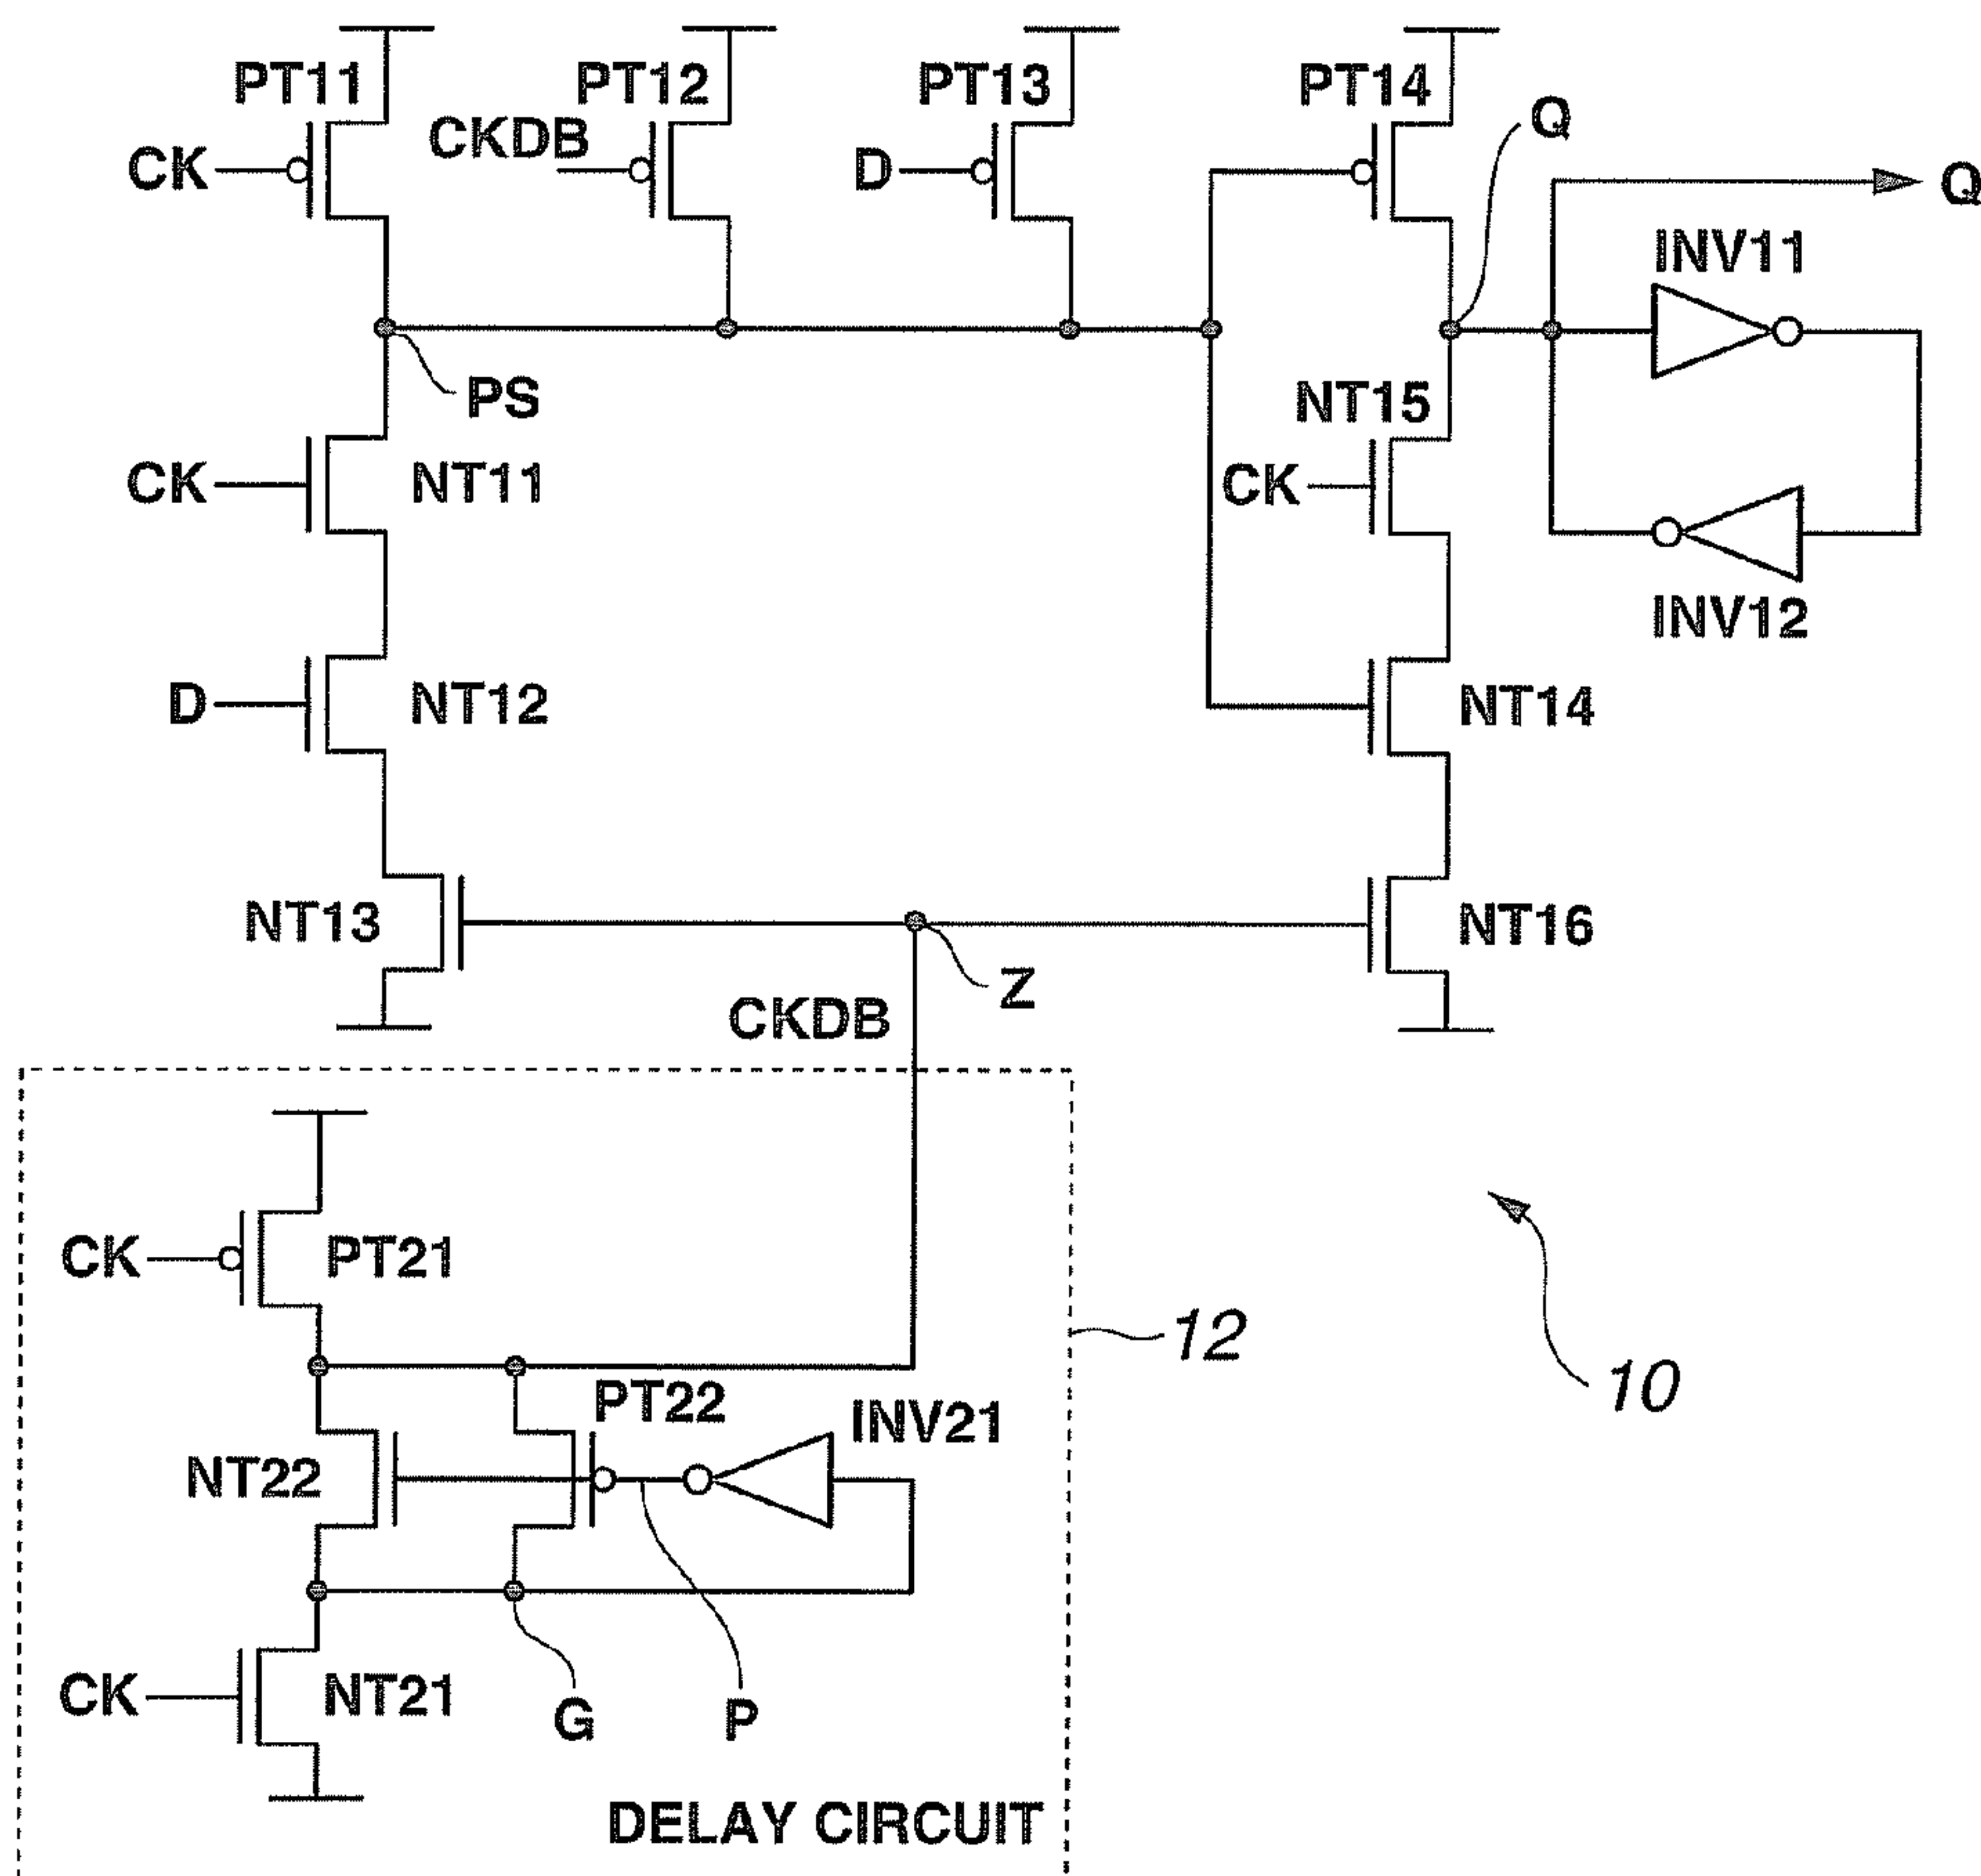 PT11
PT12
PT13
PT14
CK
CKDB
D
Q
Q
INV11
PS
NT15
CK
NT11
CK
INV12
D
NT12
NT14
NT13
NT16
Z
CKDB
CK
PT21
12
10
PT22
INV21
NT22
CK
NT21
G
P
DELAY CIRCUIT